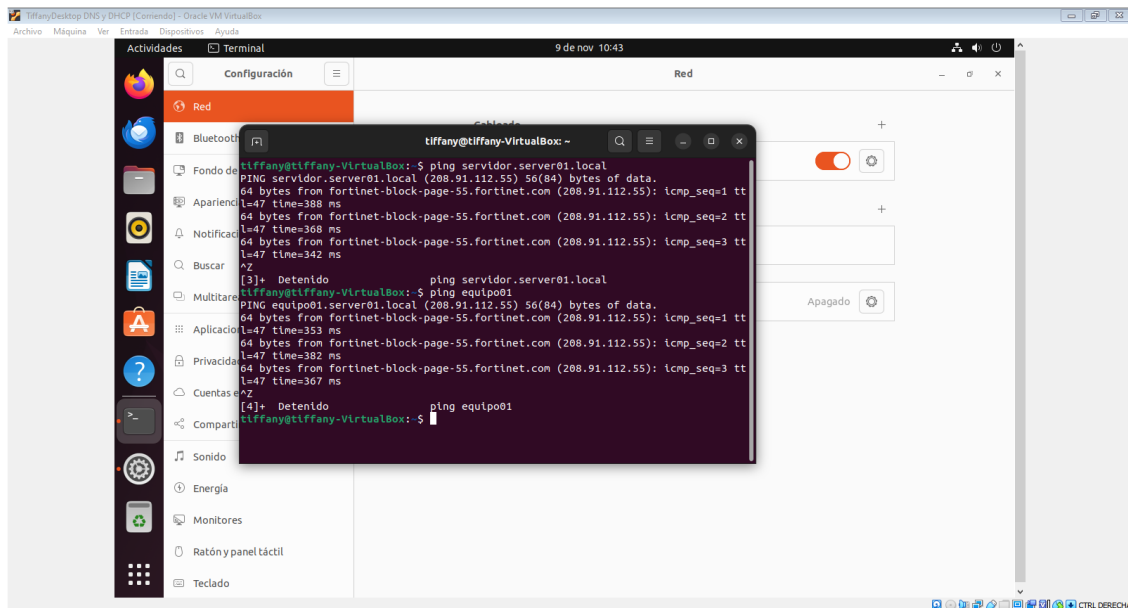 TiffanyDesktop DNS y DHCP [Corriendo] - Oracle VM VirtualBox
Archivo Máquina Ver Entrada Dispositivos Ayuda
Actividades Terminal 9 de nov 10:43
Configuración Red
Red
Bluetooth
Fondo de
Aparienci
Notificaci
Buscar
Multitare
Aplicacio
Privacida
Cuentas e
Comparti
Sonido
Energía
Monitores
Ratón y panel táctil
Teclado
Cableado
Apagado
tiffany@tiffany-VirtualBox: ~
tiffany@tiffany-VirtualBox:~$ ping servidor.server01.local
PING servidor.server01.local (208.91.112.55) 56(84) bytes of data.
64 bytes from fortinet-block-page-55.fortinet.com (208.91.112.55): icmp_seq=1 tt
l=47 time=388 ms
64 bytes from fortinet-block-page-55.fortinet.com (208.91.112.55): icmp_seq=2 tt
l=47 time=368 ms
64 bytes from fortinet-block-page-55.fortinet.com (208.91.112.55): icmp_seq=3 tt
l=47 time=342 ms
^Z
[3]+ Detenido ping servidor.server01.local
tiffany@tiffany-VirtualBox:~$ ping equipo01
PING equipo01.server01.local (208.91.112.55) 56(84) bytes of data.
64 bytes from fortinet-block-page-55.fortinet.com (208.91.112.55): icmp_seq=1 tt
l=47 time=353 ms
64 bytes from fortinet-block-page-55.fortinet.com (208.91.112.55): icmp_seq=2 tt
l=47 time=382 ms
64 bytes from fortinet-block-page-55.fortinet.com (208.91.112.55): icmp_seq=3 tt
l=47 time=367 ms
^Z
[4]+ Detenido ping equipo01
tiffany@tiffany-VirtualBox:~$
CTRL DERECHA